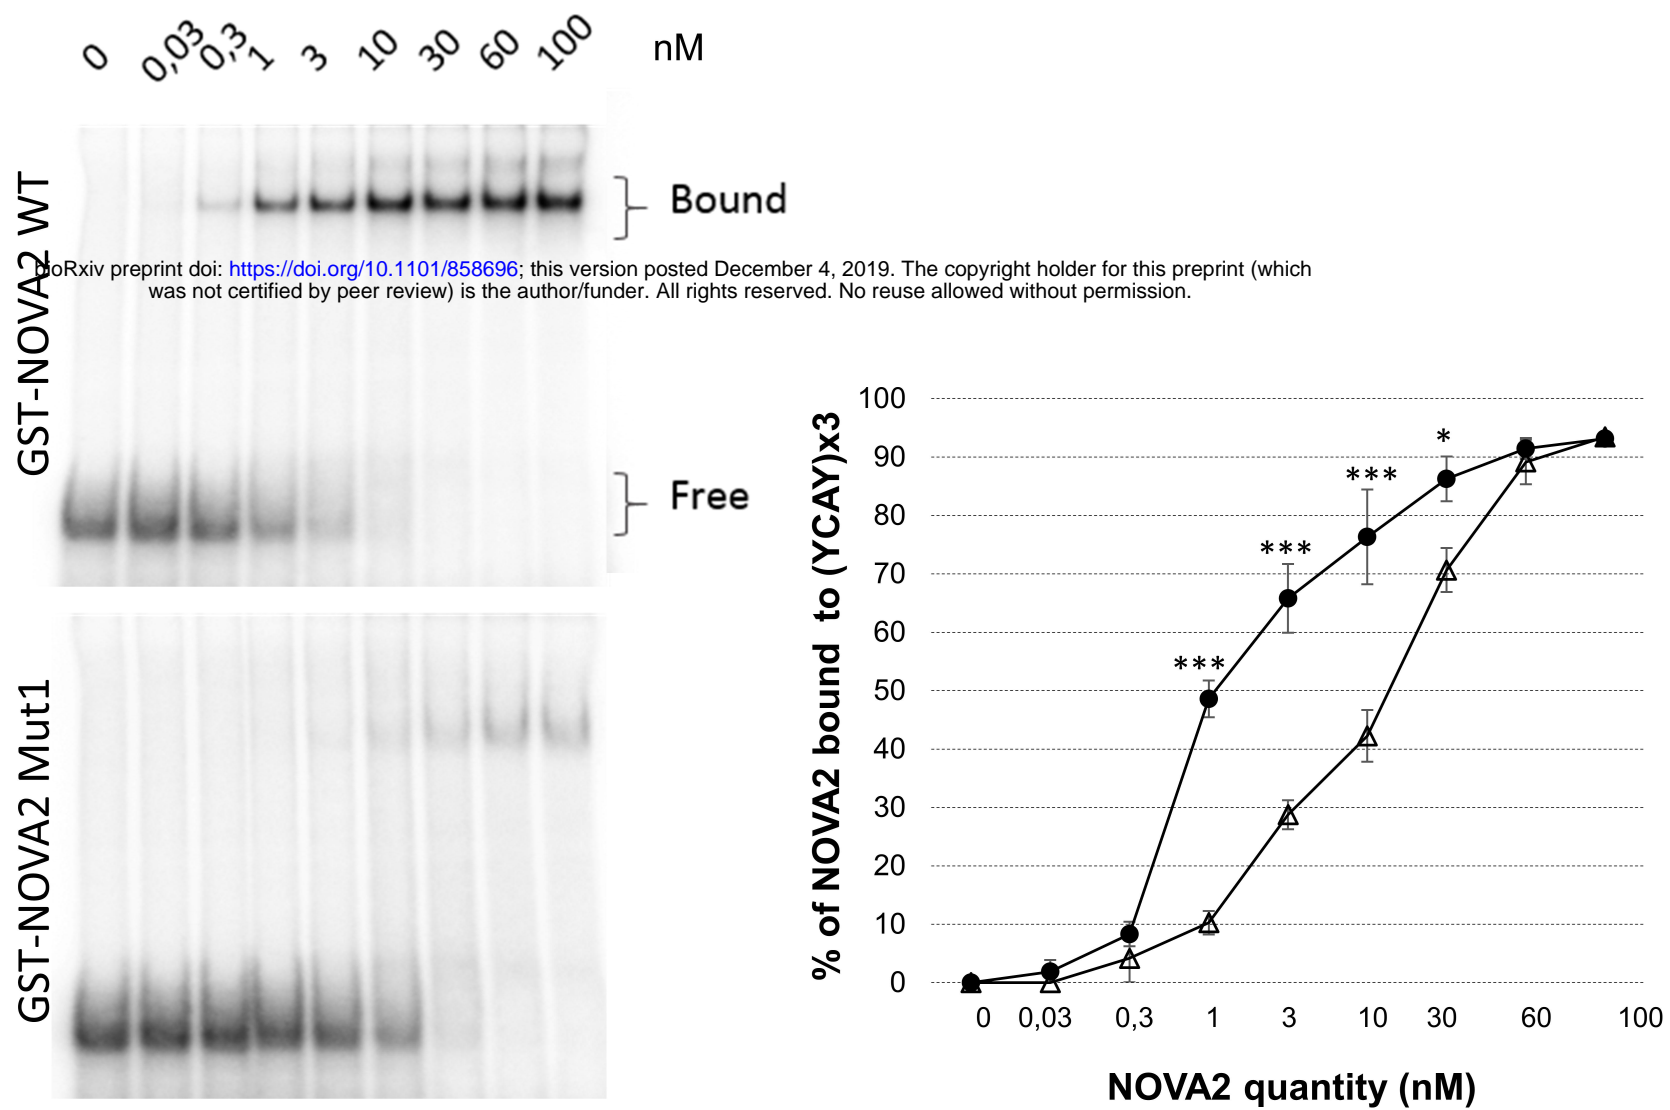 0 0,03 0,3 1 3 10 30 60 100 nM
GST-NOVA2 WT
Bound
bioRxiv preprint doi: https://doi.org/10.1101/858696; this version posted December 4, 2019. The copyright holder for this preprint (which
was not certified by peer review) is the author/funder. All rights reserved. No reuse allowed without permission.
Free
GST-NOVA2 Mut1
% of NOVA2 bound to (YCAY)x3
100
90
80
70
60
50
40
30
20
10
0
***
***
***
*
0 0,03 0,3 1 3 10 30 60 100
NOVA2 quantity (nM)